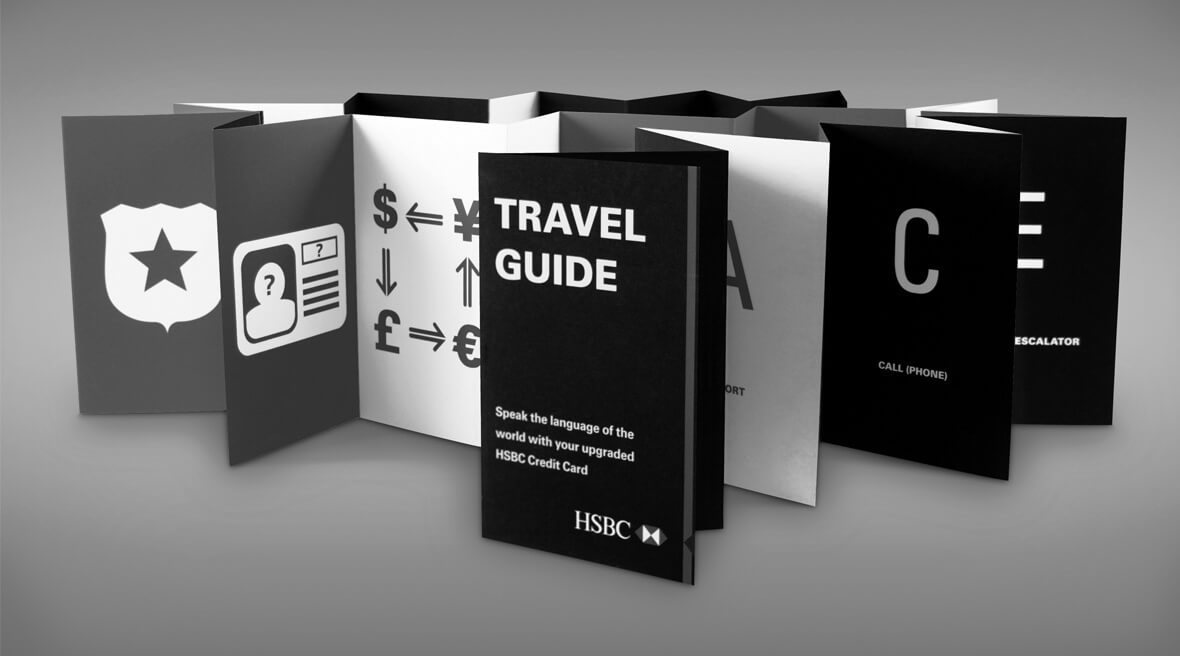 TRAVEL
GUIDE
Speak the language of the
world with your upgraded
HSBC Credit Card
HSBC
$ ¥
£ €
?
?
A
C
CALL (PHONE)
E
ESCALATOR